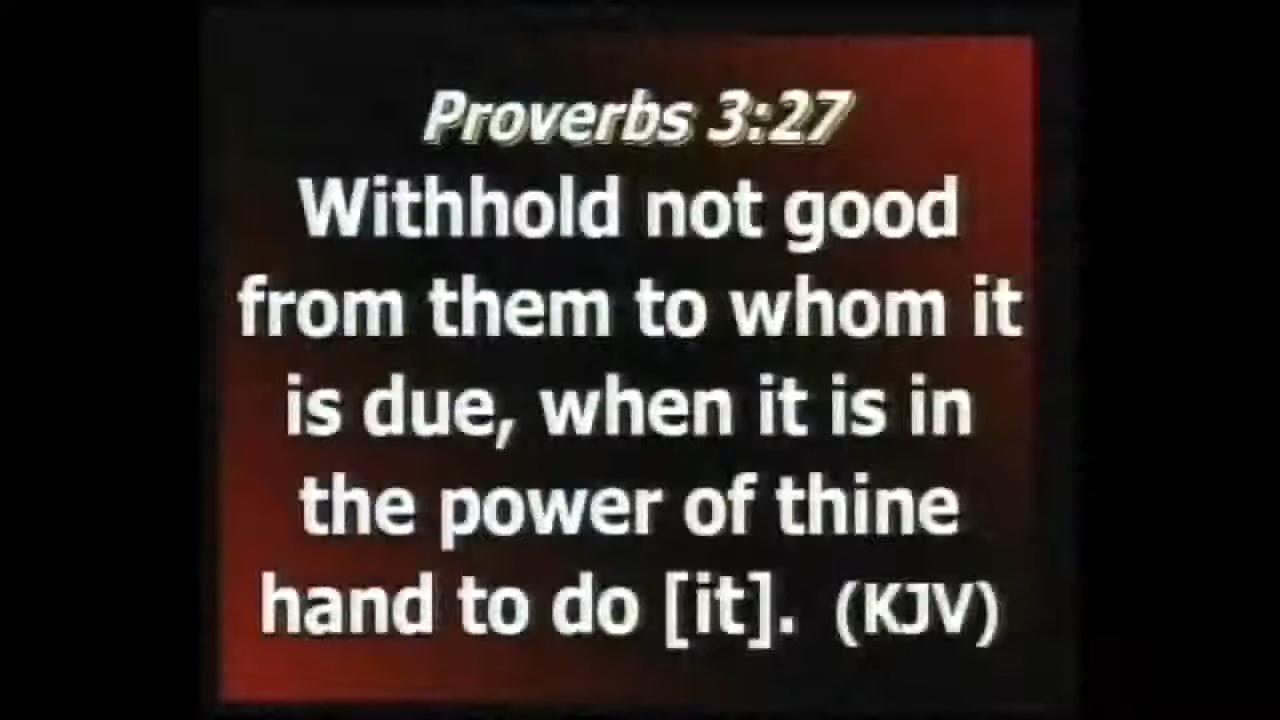 Proverbs 3:27
Withhold not good
from them to whom it
is due, when it is in
the power of thine
hand to do [it]. (KJV)